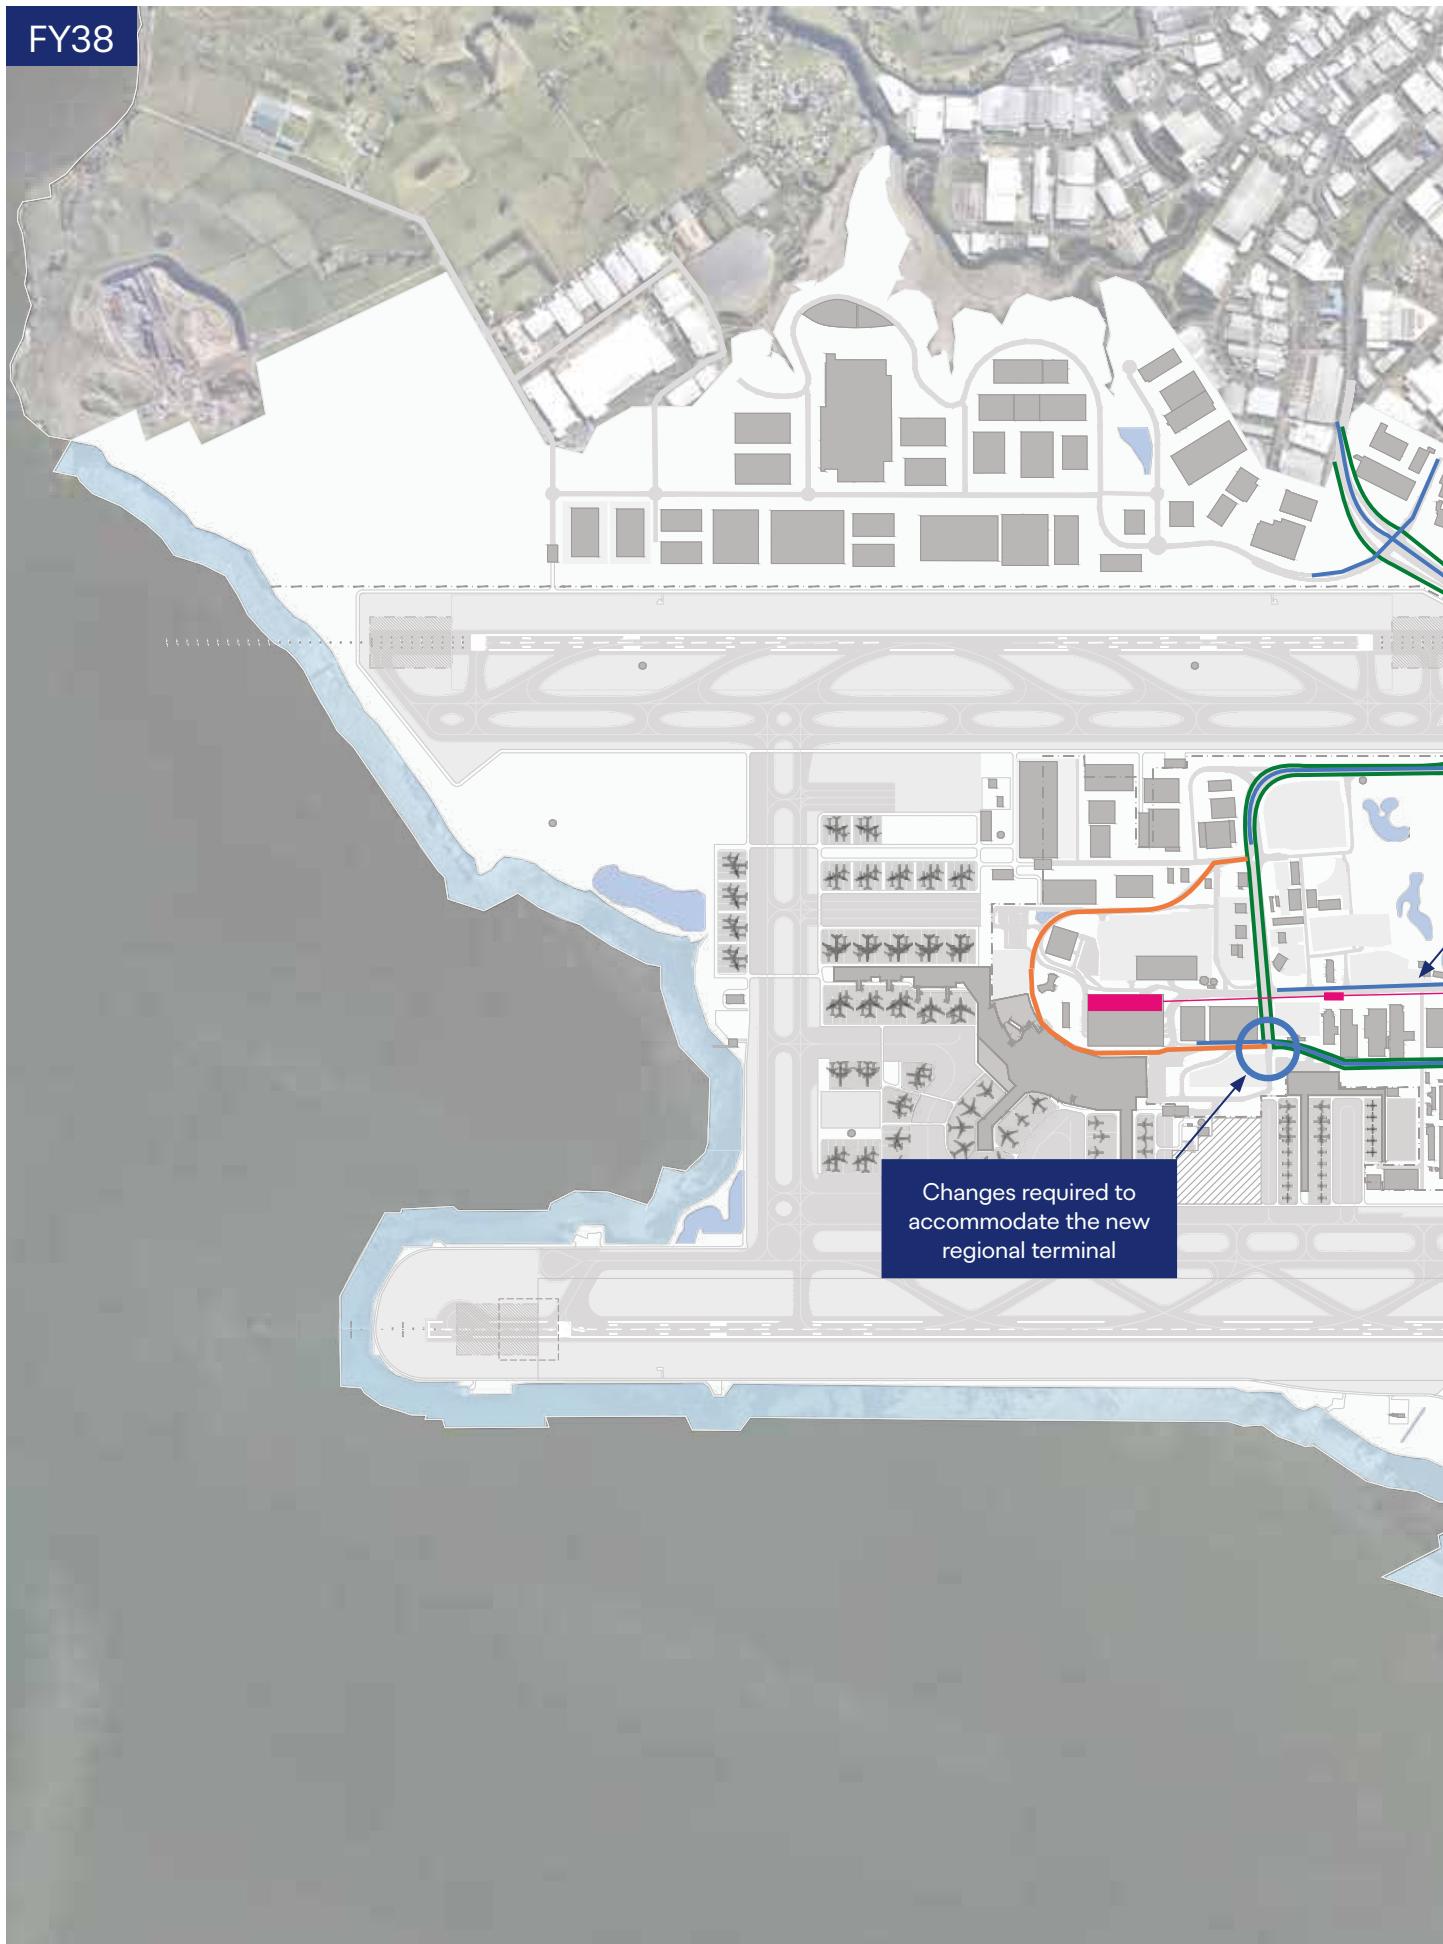 FY38
Changes required to
accommodate the new
regional terminal